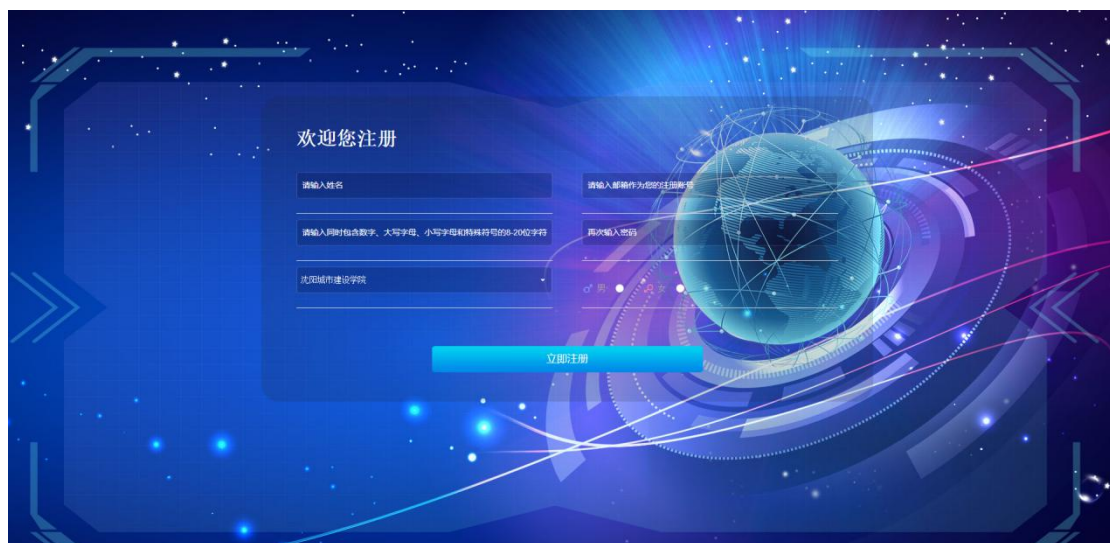 欢迎您注册
请输入姓名
请输入邮箱作为您的注册账号
请输入同时包含数字、大写字母、小写字母和特殊符号的8-20位字符
再次输入密码
沈阳城市建设学院
♂ 男 ♀ 女
立即注册